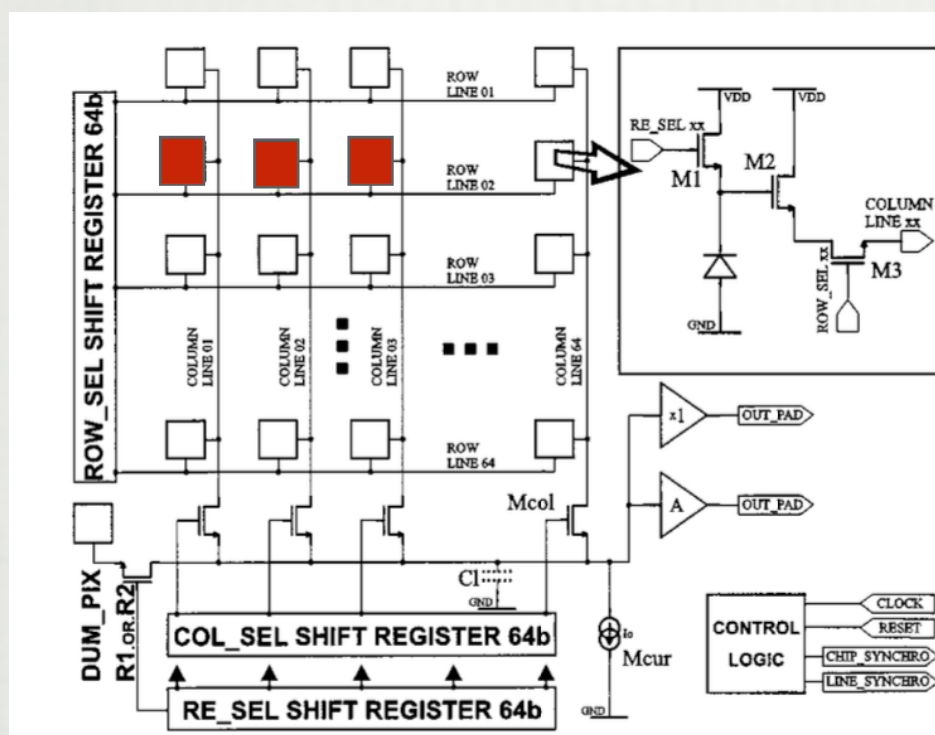 ROW_SEL SHIFT REGISTER 64b
ROW
LINE 01
ROW
LINE 02
ROW
LINE 03
ROW
LINE 64
COLUMN
LINE 01
COLUMN
LINE 02
COLUMN
LINE 03
COLUMN
LINE 64
VDD
VDD
RE_SEL xx
M1
M2
COLUMN
LINE xx
M3
ROW_SEL xx
GND
x1
OUT_PAD
A
OUT_PAD
Mcol
DUM_PIX
R1.OR.R2
Cl
GND
COL_SEL SHIFT REGISTER 64b
RE_SEL SHIFT REGISTER 64b
Io
Mcur
GND
CONTROL
LOGIC
CLOCK
RESET
CHIP_SYNCHRO
LINE_SYNCHRO